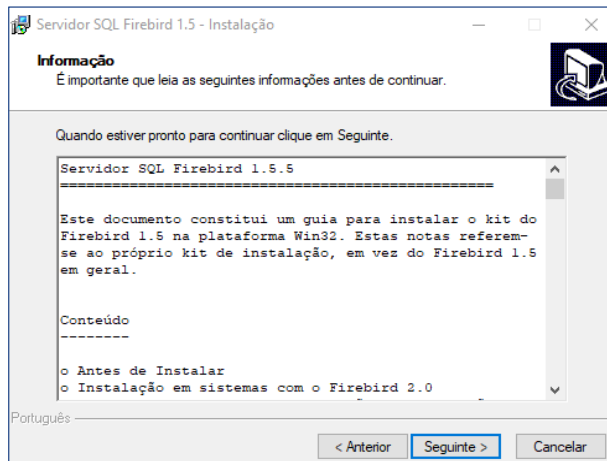 Servidor SQL Firebird 1.5 - Instalação
Informação
É importante que leia as seguintes informações antes de continuar.
Quando estiver pronto para continuar clique em Seguinte.
Servidor SQL Firebird 1.5.5
==================================================
Este documento constitui um guia para instalar o kit do
Firebird 1.5 na plataforma Win32. Estas notas referem-
se ao próprio kit de instalação, em vez do Firebird 1.5
em geral.
Conteúdo
--------
o Antes de Instalar
o Instalação em sistemas com o Firebird 2.0
Português
< Anterior
Seguinte >
Cancelar